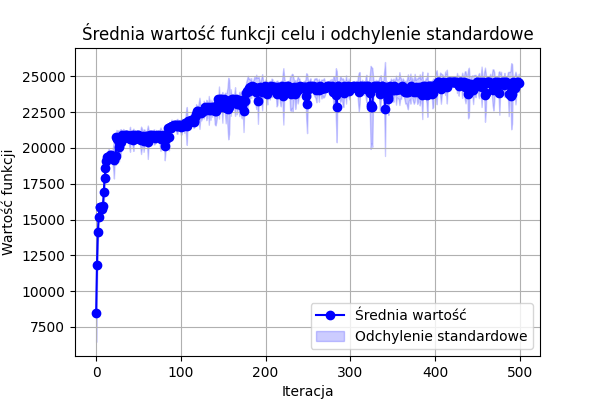 Średnia wartość funkcji celu i odchylenie standardowe
Wartość funkcji
25000
22500
20000
17500
15000
12500
10000
7500
Średnia wartość
Odchylenie standardowe
0 100 200 300 400 500
Iteracja